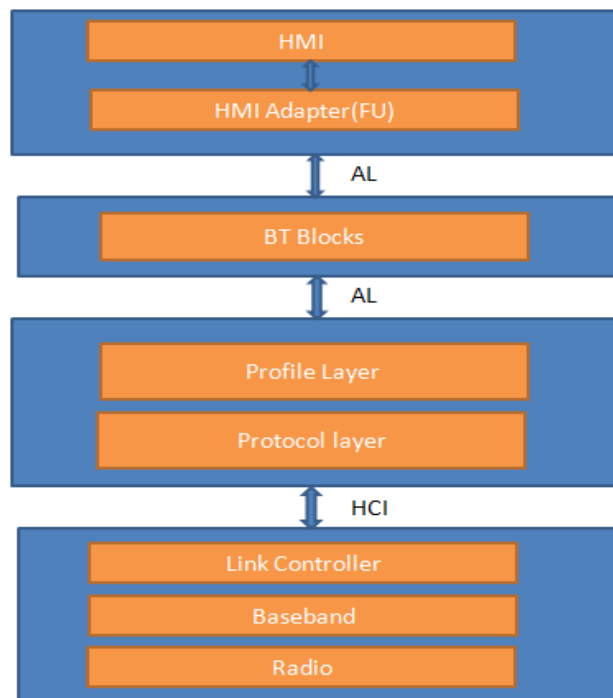 HMI
HMI Adapter(FU)
AL
BT Blocks
AL
Profile Layer
Protocol layer
HCI
Link Controller
Baseband
Radio